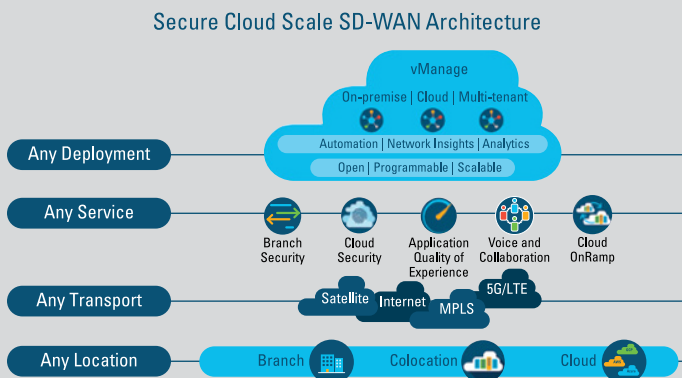 Secure Cloud Scale SD-WAN Architecture
vManage
On-premise | Cloud | Multi-tenant
Automation | Network Insights | Analytics
Open | Programmable | Scalable
Any Deployment
Any Service
Branch
Security
Cloud
Security
Application
Quality of
Experience
Voice and
Collaboration
Cloud
OnRamp
Any Transport
Satellite
Internet
MPLS
5G/LTE
Any Location
Branch
Colocation
Cloud